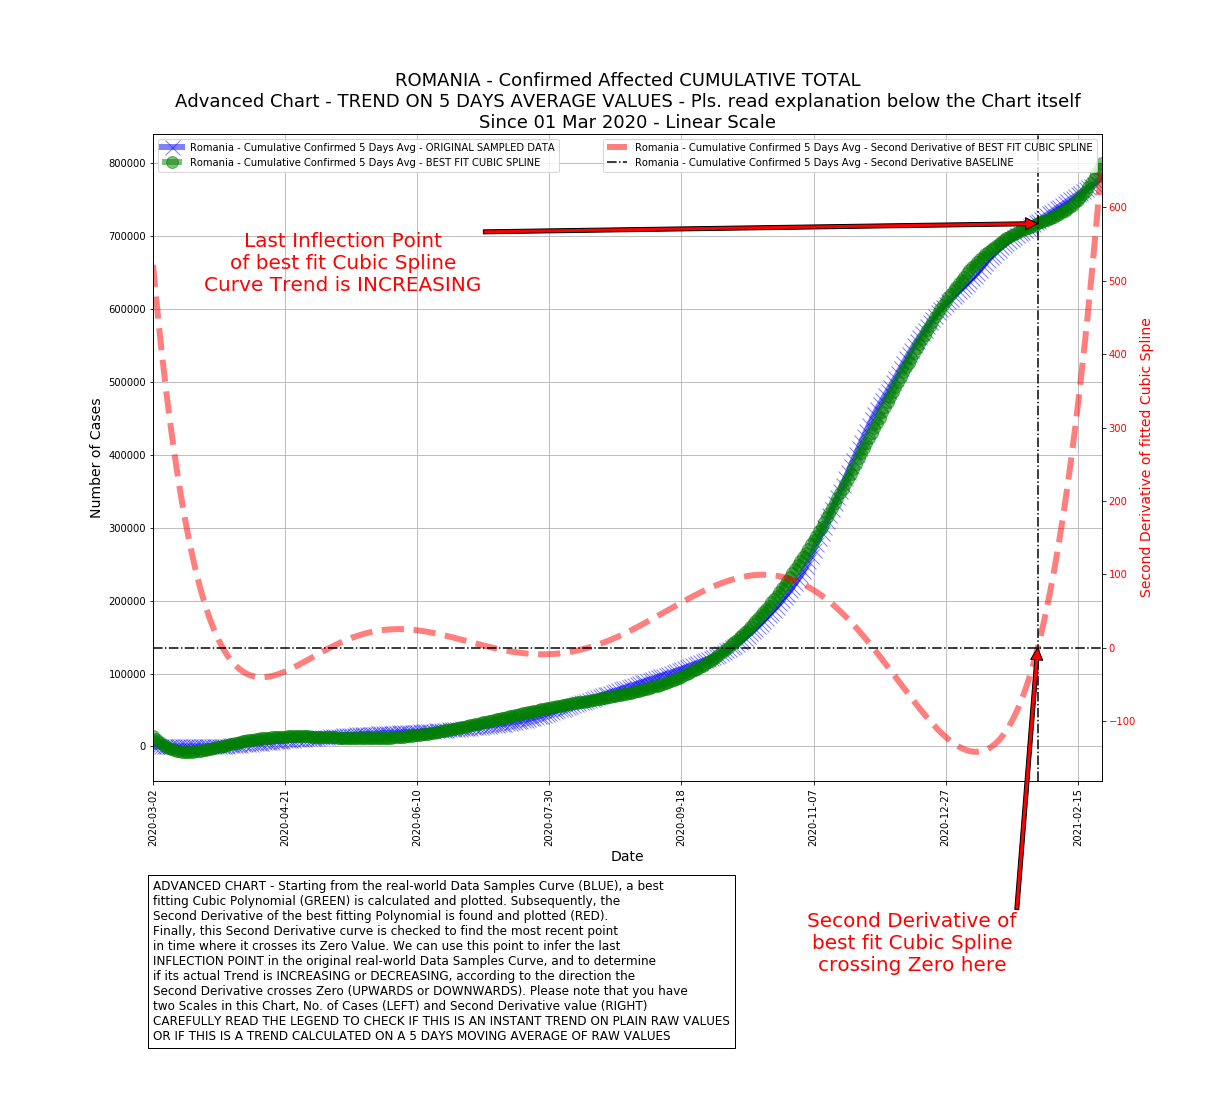 ROMANIA - Confirmed Affected CUMULATIVE TOTAL
Advanced Chart - TREND ON 5 DAYS AVERAGE VALUES - Pls. read explanation below the Chart itself
Since 01 Mar 2020 - Linear Scale
Romania - Cumulative Confirmed 5 Days Avg - ORIGINAL SAMPLED DATA
Romania - Cumulative Confirmed 5 Days Avg - BEST FIT CUBIC SPLINE
Romania - Cumulative Confirmed 5 Days Avg - Second Derivative of BEST FIT CUBIC SPLINE
Romania - Cumulative Confirmed 5 Days Avg - Second Derivative BASELINE
Last Inflection Point
of best fit Cubic Spline
Curve Trend is INCREASING
Number of Cases
800000
700000
600000
500000
400000
300000
200000
100000
0
600
500
400
300
200
100
0
−100
Second Derivative of fitted Cubic Spline
2020-03-02
2020-04-21
2020-06-10
2020-07-30
2020-09-18
2020-11-07
2020-12-27
2021-02-15
Date
Second Derivative of
best fit Cubic Spline
crossing Zero here
ADVANCED CHART - Starting from the real-world Data Samples Curve (BLUE), a best
fitting Cubic Polynomial (GREEN) is calculated and plotted. Subsequently, the
Second Derivative of the best fitting Polynomial is found and plotted (RED).
Finally, this Second Derivative curve is checked to find the most recent point
in time where it crosses its Zero Value. We can use this point to infer the last
INFLECTION POINT in the original real-world Data Samples Curve, and to determine
if its actual Trend is INCREASING or DECREASING, according to the direction the
Second Derivative crosses Zero (UPWARDS or DOWNWARDS). Please note that you have
two Scales in this Chart, No. of Cases (LEFT) and Second Derivative value (RIGHT)
CAREFULLY READ THE LEGEND TO CHECK IF THIS IS AN INSTANT TREND ON PLAIN RAW VALUES
OR IF THIS IS A TREND CALCULATED ON A 5 DAYS MOVING AVERAGE OF RAW VALUES